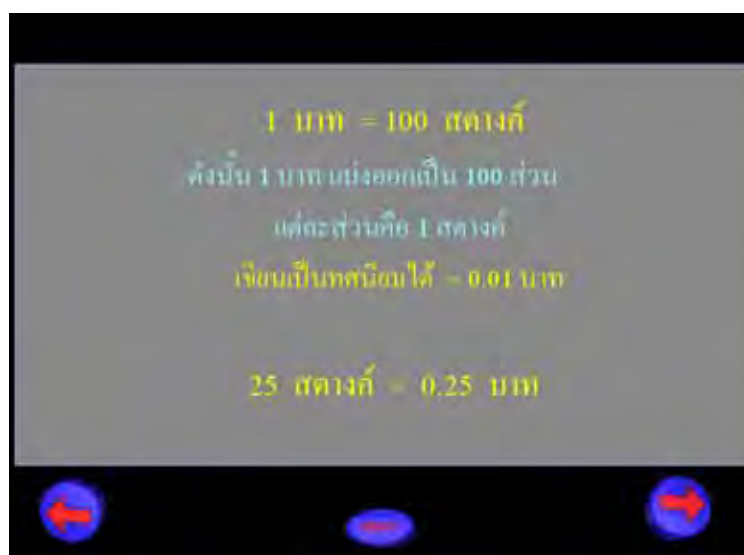 1 บาท = 100 สตางค์
ดังนั้น 1 บาท แบ่งออกเป็น 100 ส่วน
แต่ละส่วนคือ 1 สตางค์
เขียนเป็นทศนิยมได้ = 0.01 บาท
25 สตางค์ = 0.25 บาท